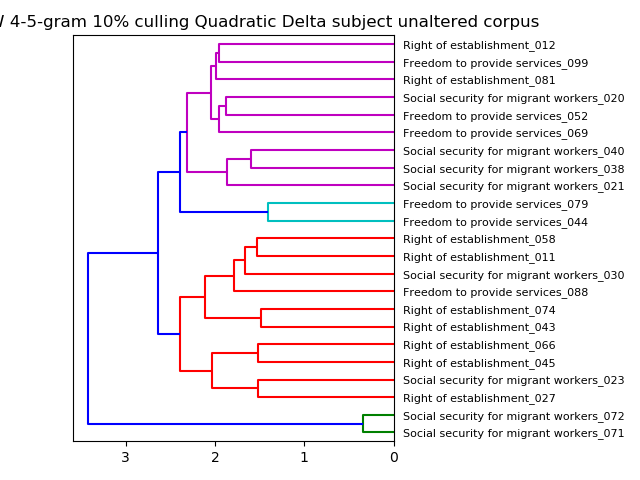 4-5-gram 10% culling Quadratic Delta subject unaltered corpus
Right of establishment_012
Freedom to provide services_099
Right of establishment_081
Social security for migrant workers_020
Freedom to provide services_052
Freedom to provide services_069
Social security for migrant workers_040
Social security for migrant workers_038
Social security for migrant workers_021
Freedom to provide services_079
Freedom to provide services_044
Right of establishment_058
Right of establishment_011
Social security for migrant workers_030
Freedom to provide services_088
Right of establishment_074
Right of establishment_043
Right of establishment_066
Right of establishment_045
Social security for migrant workers_023
Right of establishment_027
Social security for migrant workers_072
Social security for migrant workers_071
3 2 1 0